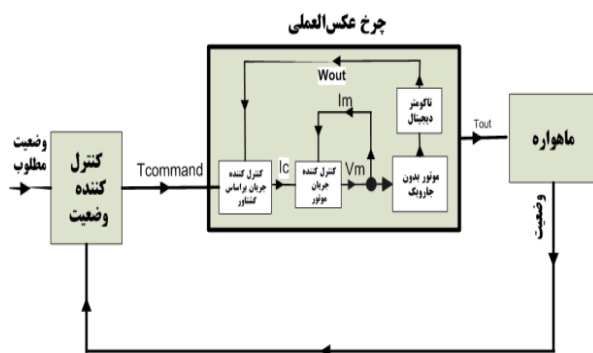 چرخ عکس‌العملی
Wout
Im
تاکومتر
دیجیتال
Tout
ماهواره
وضعیت
مطلوب
کنترل
کننده
وضعیت
Tcommand
کنترل کننده
جریان براساس
گشتاور
Ic
کنترل کننده
جریان
موتور
Vm
موتور بدون
جاروبک
وضعیت